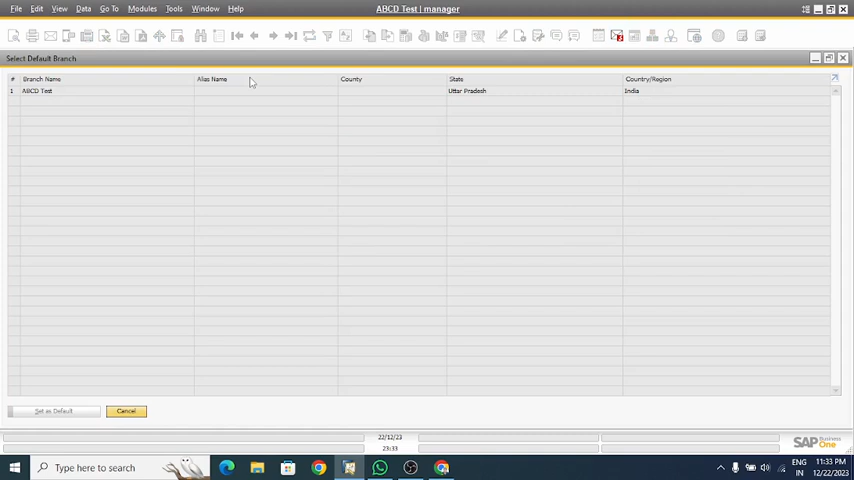 File Edit View Data Go To Modules Tools Window Help
ABCD Test | manager
Select Default Branch
# Branch Name Alias Name County State Country/Region
1 ABCD Test Uttar Pradesh India
Set as Default Cancel
22/12/23
23:33
SAP Business One
Type here to search
ENG 11:33 PM
IN 12/22/2023